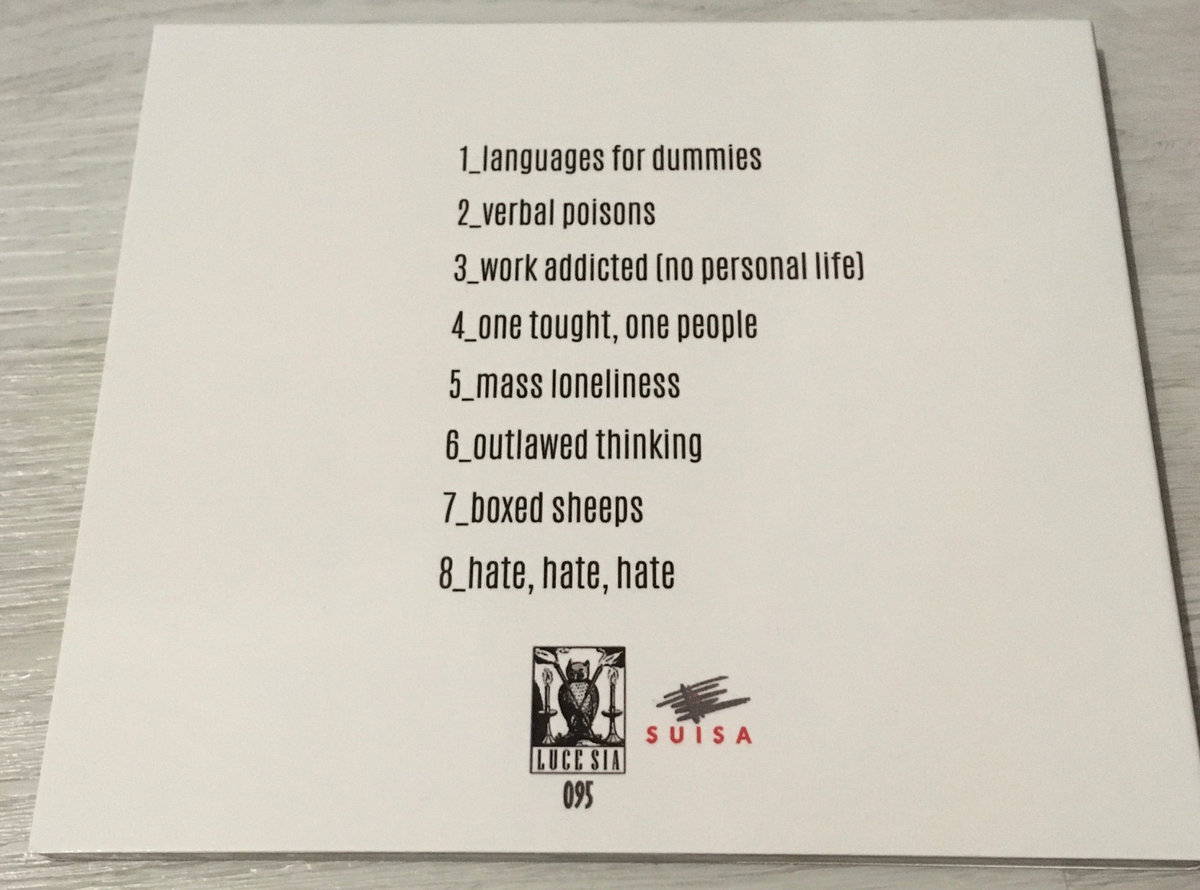 1_languages for dummies
2_verbal poisons
3_work addicted (no personal life)
4_one tought, one people
5_mass loneliness
6_outlawed thinking
7_boxed sheeps
8_hate, hate, hate
LUCE SIA
SUISA
095